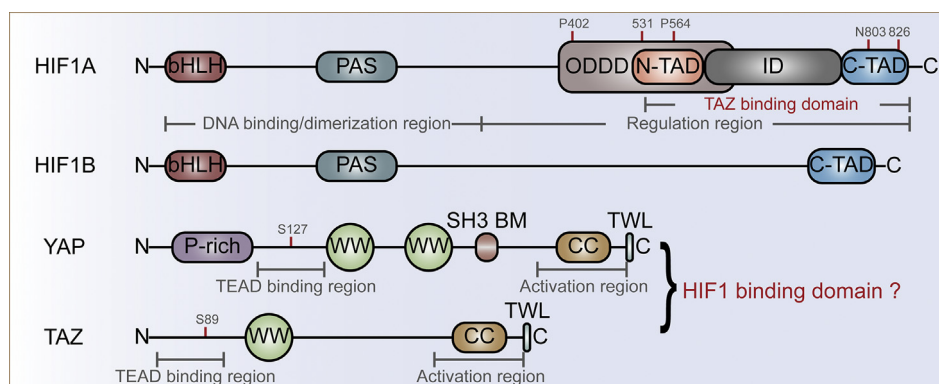 P402 531 P564 N803 826
HIF1A N bHLH PAS ODDD N-TAD ID C-TAD C
TAZ binding domain
DNA binding/dimerization region Regulation region
HIF1B N bHLH PAS C-TAD C
SH3 BM TWL
S127
YAP N P-rich WW WW CC C
TEAD binding region Activation region
HIF1 binding domain ?
TWL
S89
TAZ N WW CC C
TEAD binding region Activation region